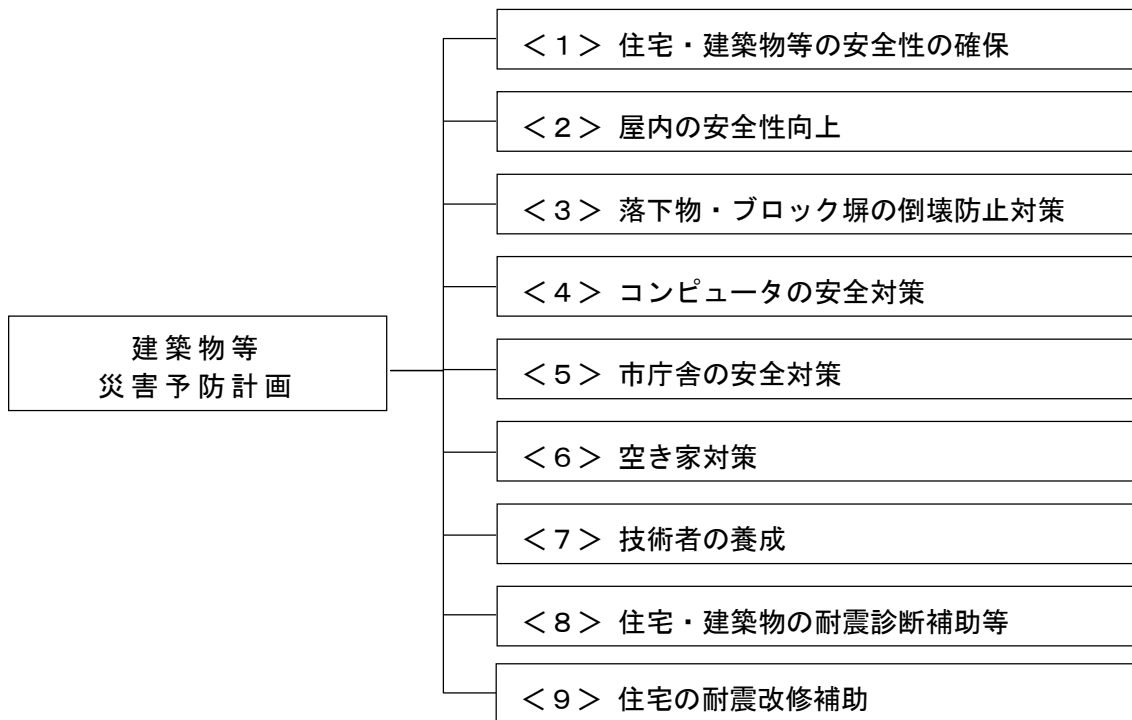 建築物等
災害予防計画
＜１＞ 住宅・建築物等の安全性の確保
＜２＞ 屋内の安全性向上
＜３＞ 落下物・ブロック塀の倒壊防止対策
＜４＞ コンピュータの安全対策
＜５＞ 市庁舎の安全対策
＜６＞ 空き家対策
＜７＞ 技術者の養成
＜８＞ 住宅・建築物の耐震診断補助等
＜９＞ 住宅の耐震改修補助